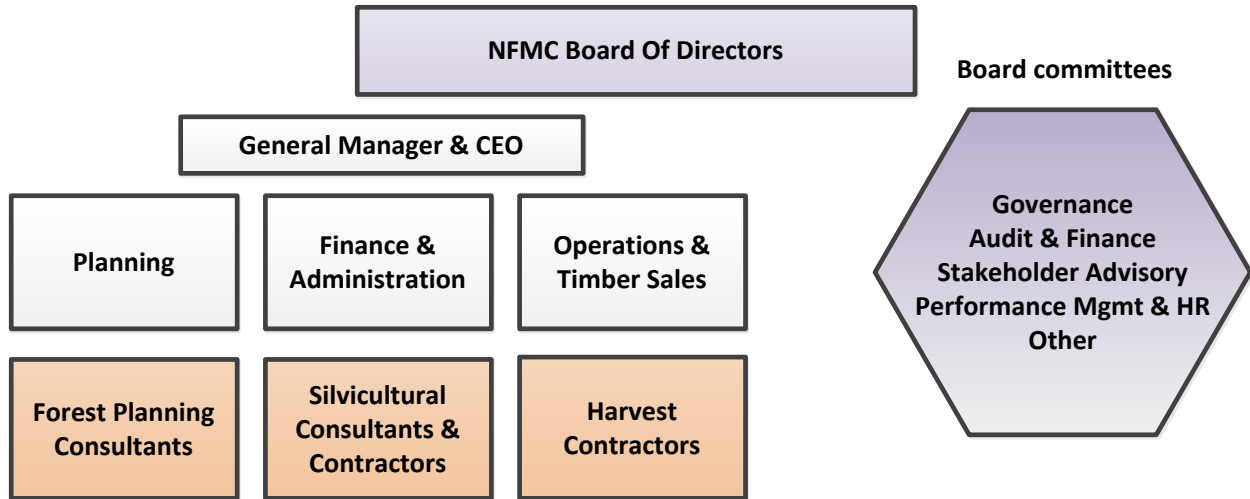 NFMC Board Of Directors
Board committees
General Manager & CEO
Planning
Finance &
Administration
Operations &
Timber Sales
Governance
Audit & Finance
Stakeholder Advisory
Performance Mgmt & HR
Other
Forest Planning
Consultants
Silvicultural
Consultants &
Contractors
Harvest
Contractors